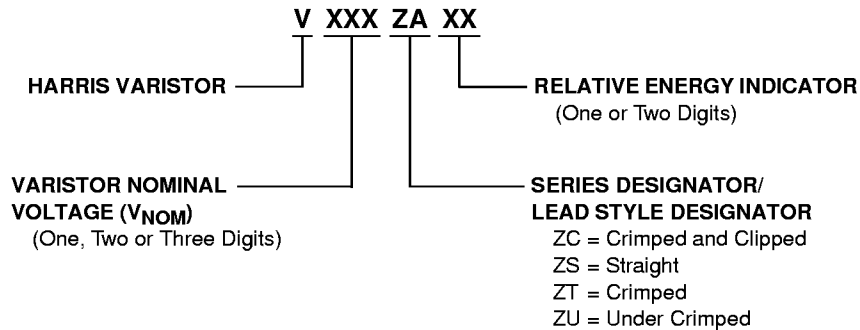 V XXX ZA XX
HARRIS VARISTOR
RELATIVE ENERGY INDICATOR
(One or Two Digits)
VARISTOR NOMINAL
VOLTAGE (VNOM)
(One, Two or Three Digits)
SERIES DESIGNATOR/
LEAD STYLE DESIGNATOR
ZC = Crimped and Clipped
ZS = Straight
ZT = Crimped
ZU = Under Crimped